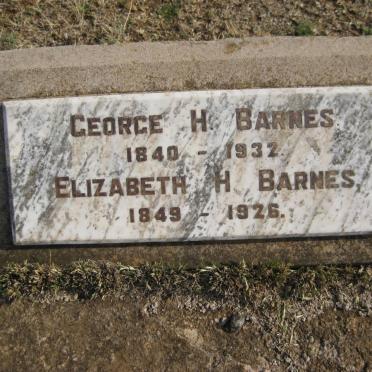 GEORGE H. BARNES
1840 - 1932.
ELIZABETH H BARNES,
1849 - 1926.